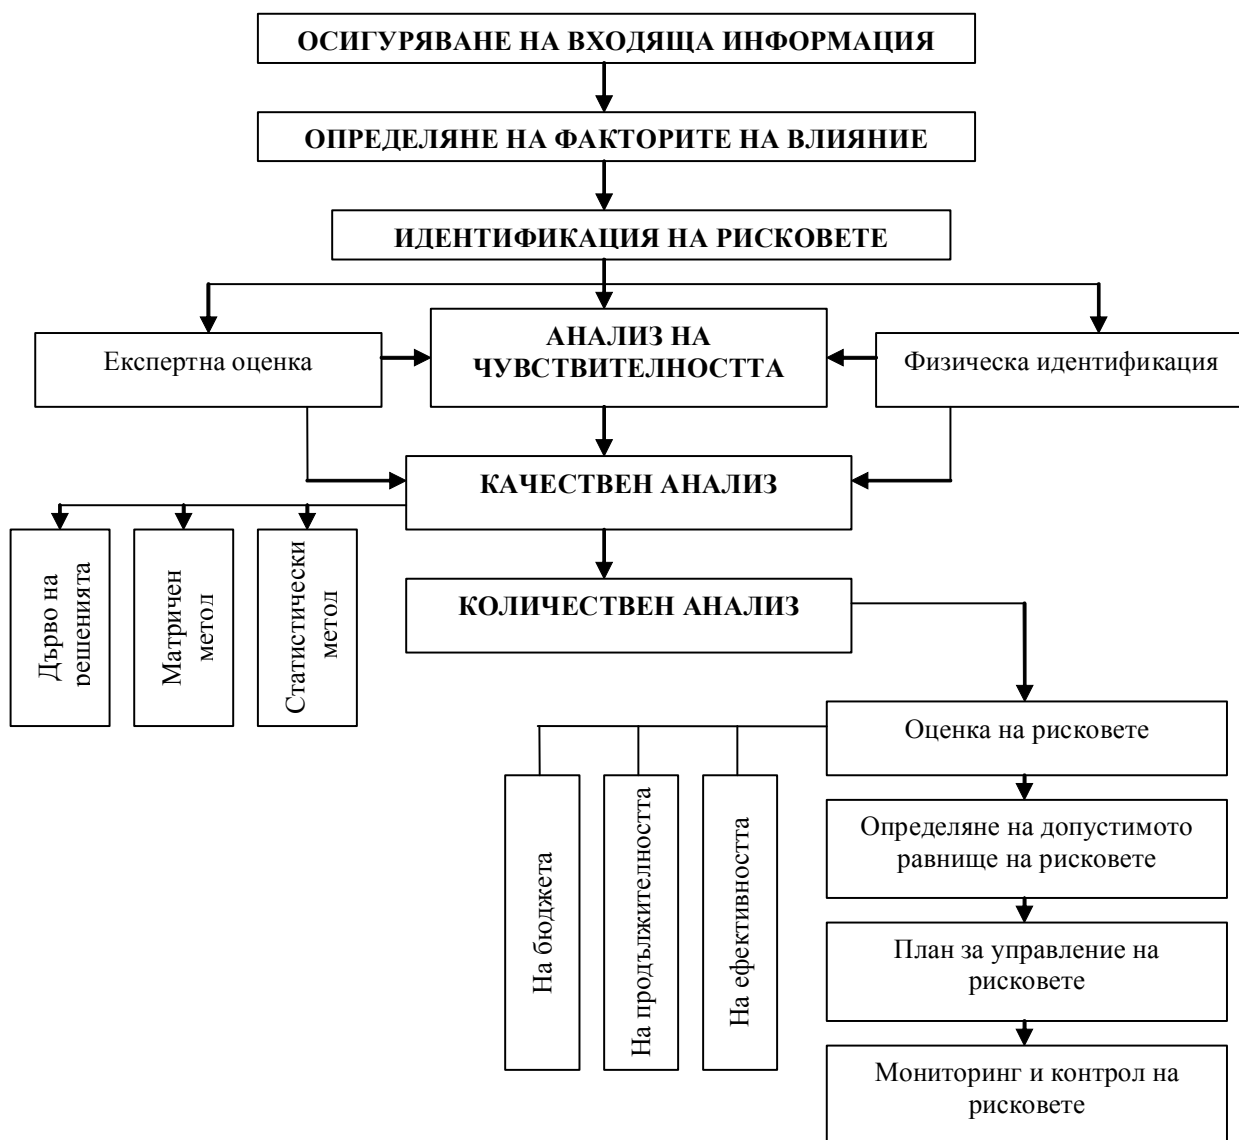 ОСИГУРЯВАНЕ НА ВХОДЯЩА ИНФОРМАЦИЯ
ОПРЕДЕЛЯНЕ НА ФАКТОРИТЕ НА ВЛИЯНИЕ
ИДЕНТИФИКАЦИЯ НА РИСКОВЕТЕ
Експертна оценка
АНАЛИЗ НА
ЧУВСТВИТЕЛНОСТТА
Физическа идентификация
КАЧЕСТВЕН АНАЛИЗ
Дърво на
решенията
Матричен
метод
Статистически
метод
КОЛИЧЕСТВЕН АНАЛИЗ
Оценка на рисковете
На бюджета
На продължителността
На ефективността
Определяне на допустимото
равнище на рисковете
План за управление на
рисковете
Мониторинг и контрол на
рисковете